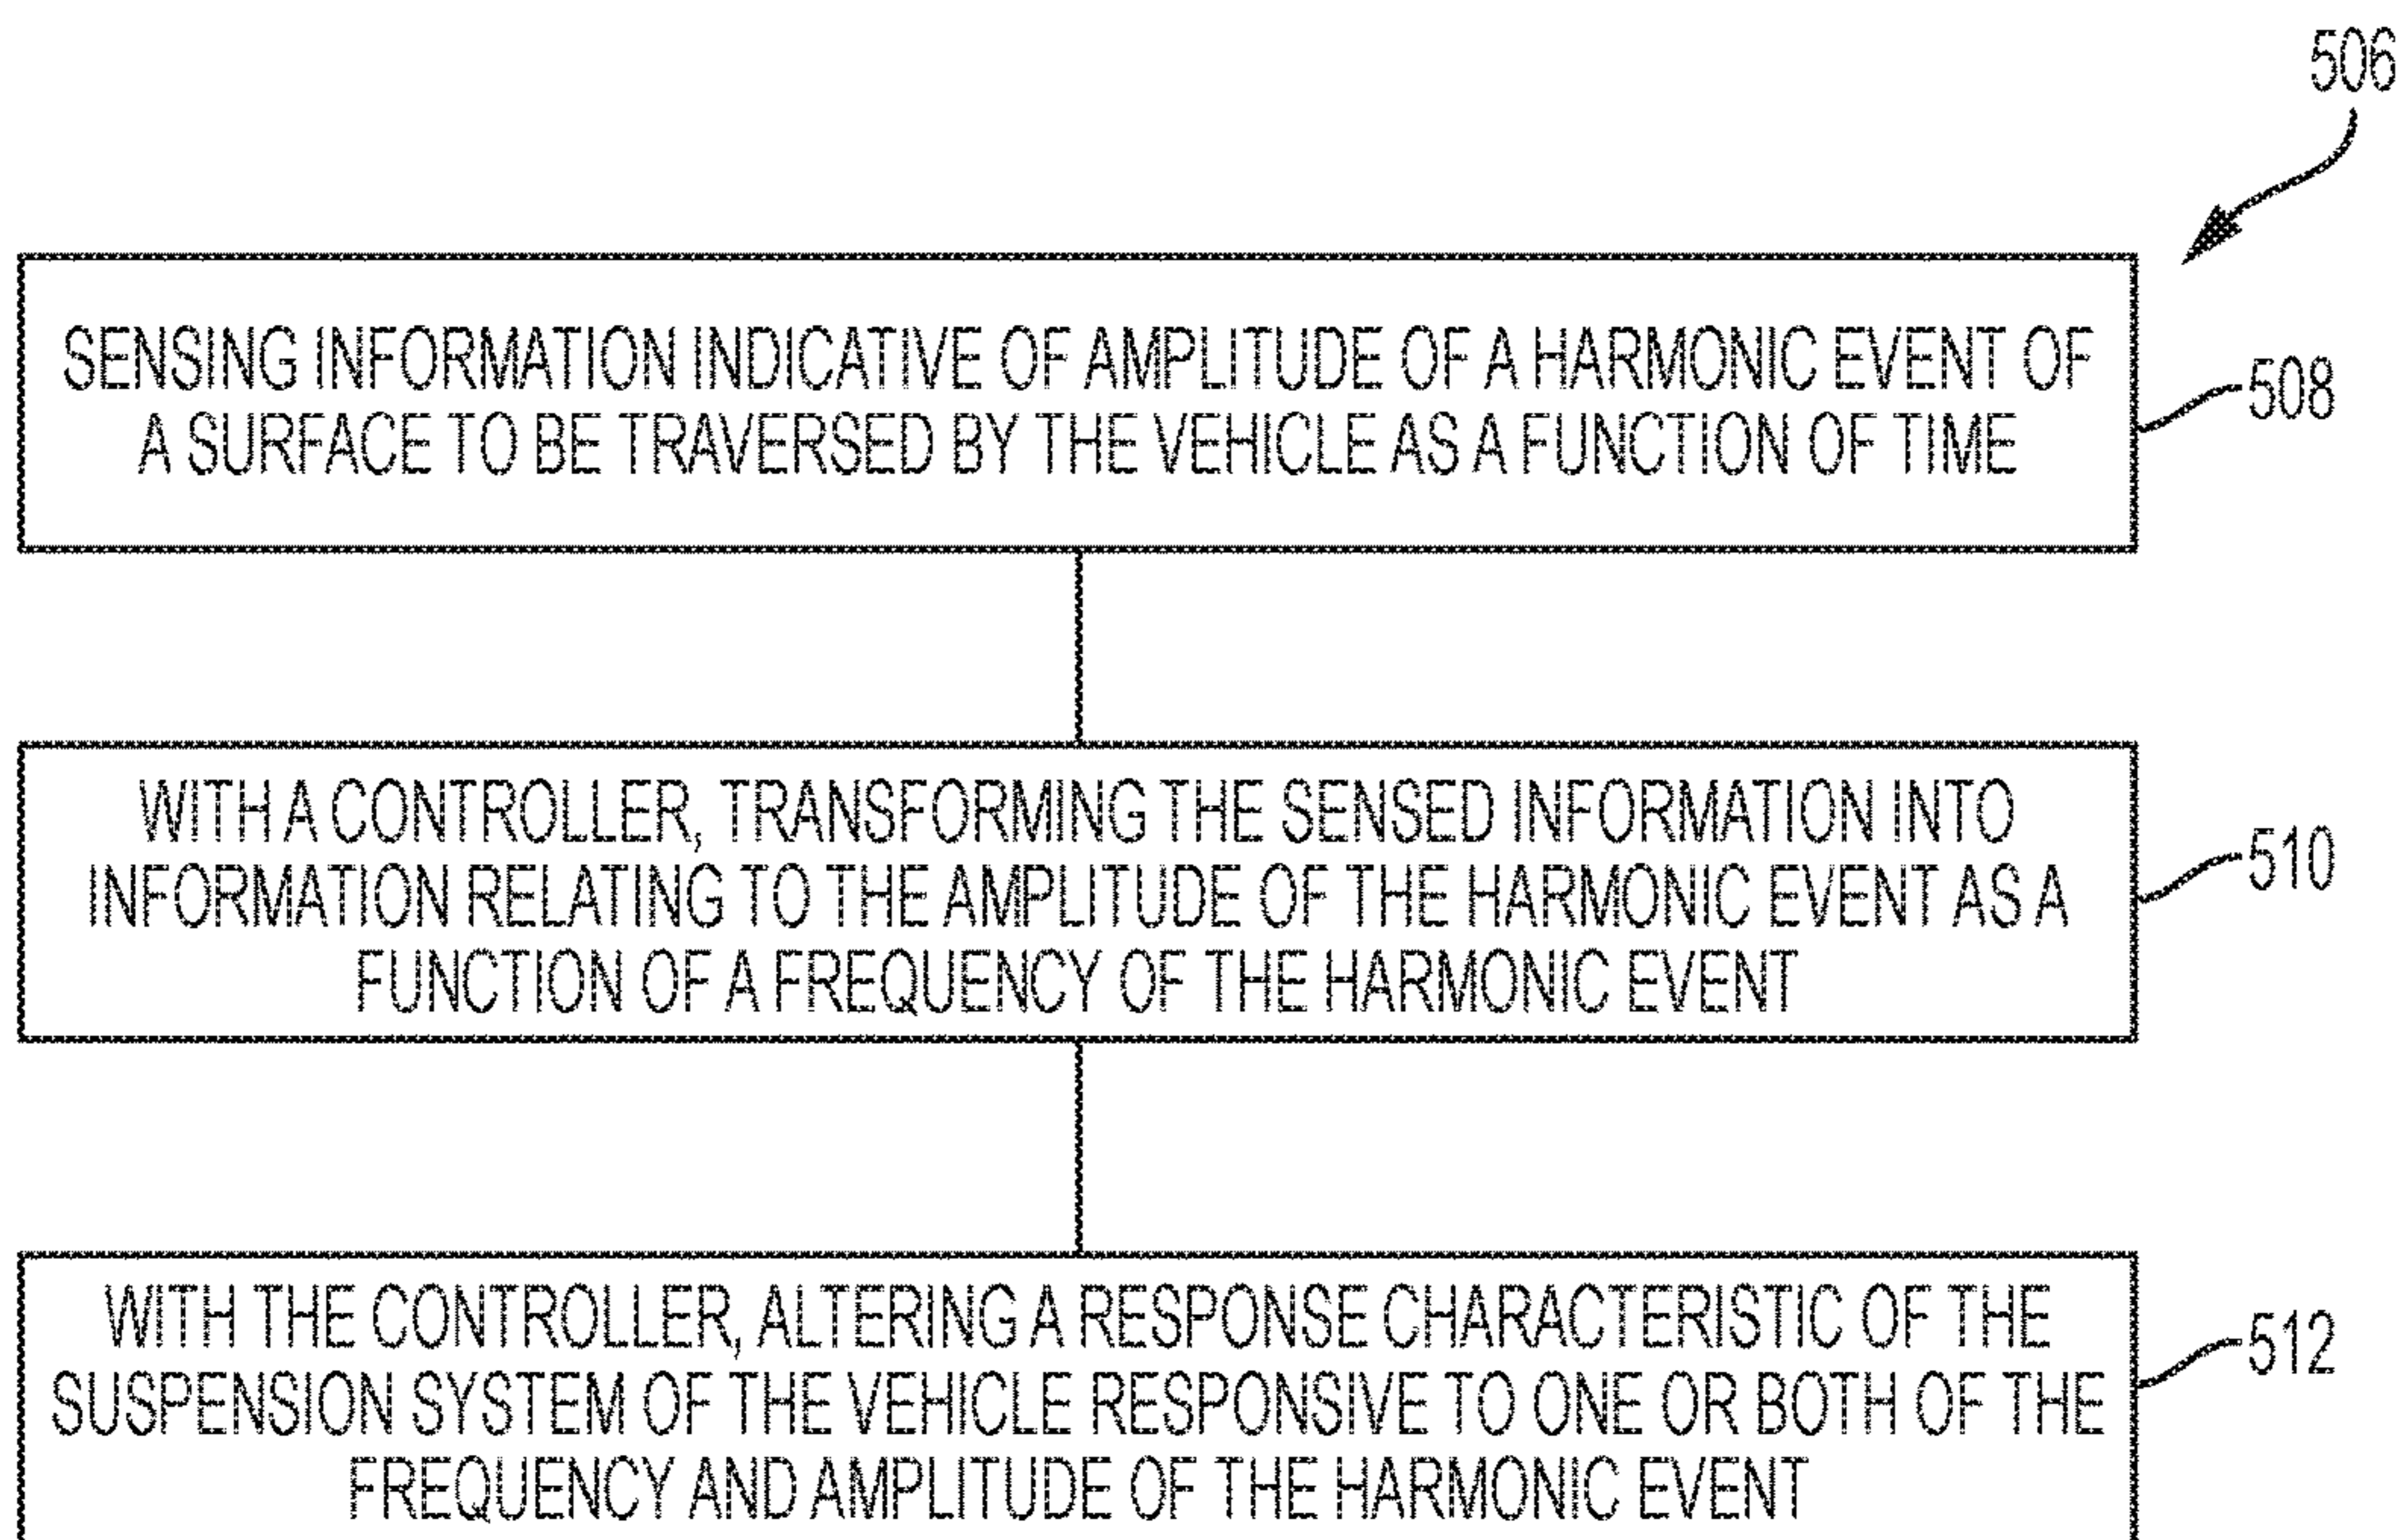 506
SENSING INFORMATION INDICATIVE OF AMPLITUDE OF A HARMONIC EVENT OF
A SURFACE TO BE TRAVERSED BY THE VEHICLE AS A FUNCTION OF TIME
508
WITH A CONTROLLER, TRANSFORMING THE SENSED INFORMATION INTO
INFORMATION RELATING TO THE AMPLITUDE OF THE HARMONIC EVENT AS A
FUNCTION OF A FREQUENCY OF THE HARMONIC EVENT
510
WITH THE CONTROLLER, ALTERING A RESPONSE CHARACTERISTIC OF THE
SUSPENSION SYSTEM OF THE VEHICLE RESPONSIVE TO ONE OR BOTH OF THE
FREQUENCY AND AMPLITUDE OF THE HARMONIC EVENT
512